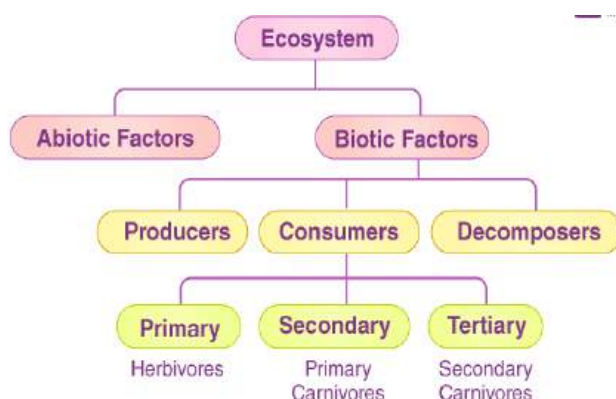 Ecosystem
Abiotic Factors
Biotic Factors
Producers
Consumers
Decomposers
Primary
Secondary
Tertiary
Herbivores
Primary
Carnivores
Secondary
Carnivores